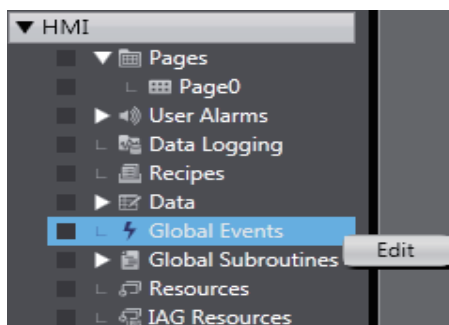 HMI
Pages
Page0
User Alarms
Data Logging
Recipes
Data
Global Events
Edit
Global Subroutines
Resources
IAG Resources